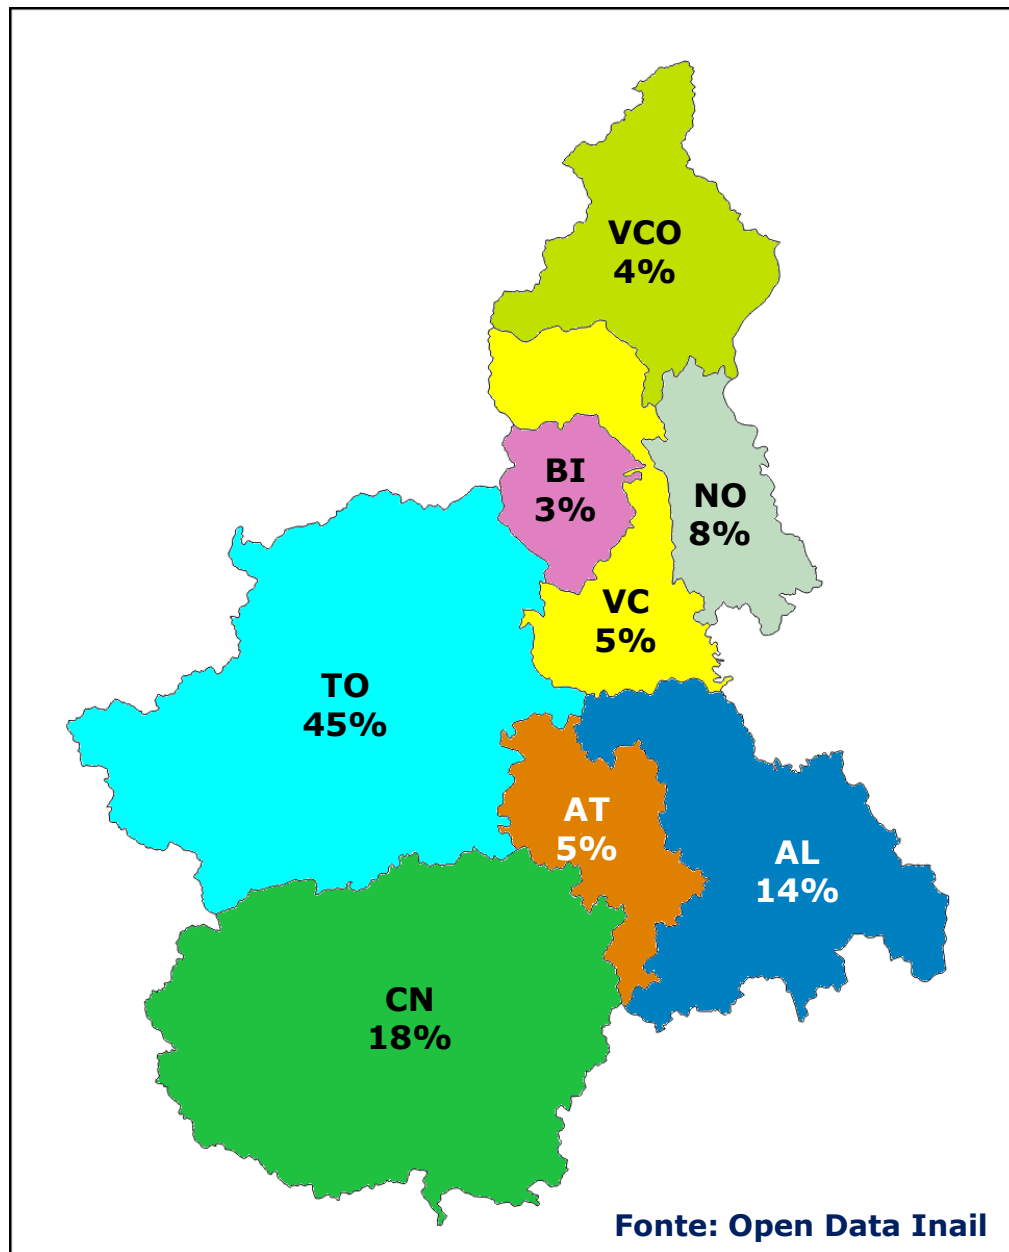 VCO
4%
BI
3%
NO
8%
VC
5%
TO
45%
AT
5%
AL
14%
CN
18%
Fonte: Open Data Inail